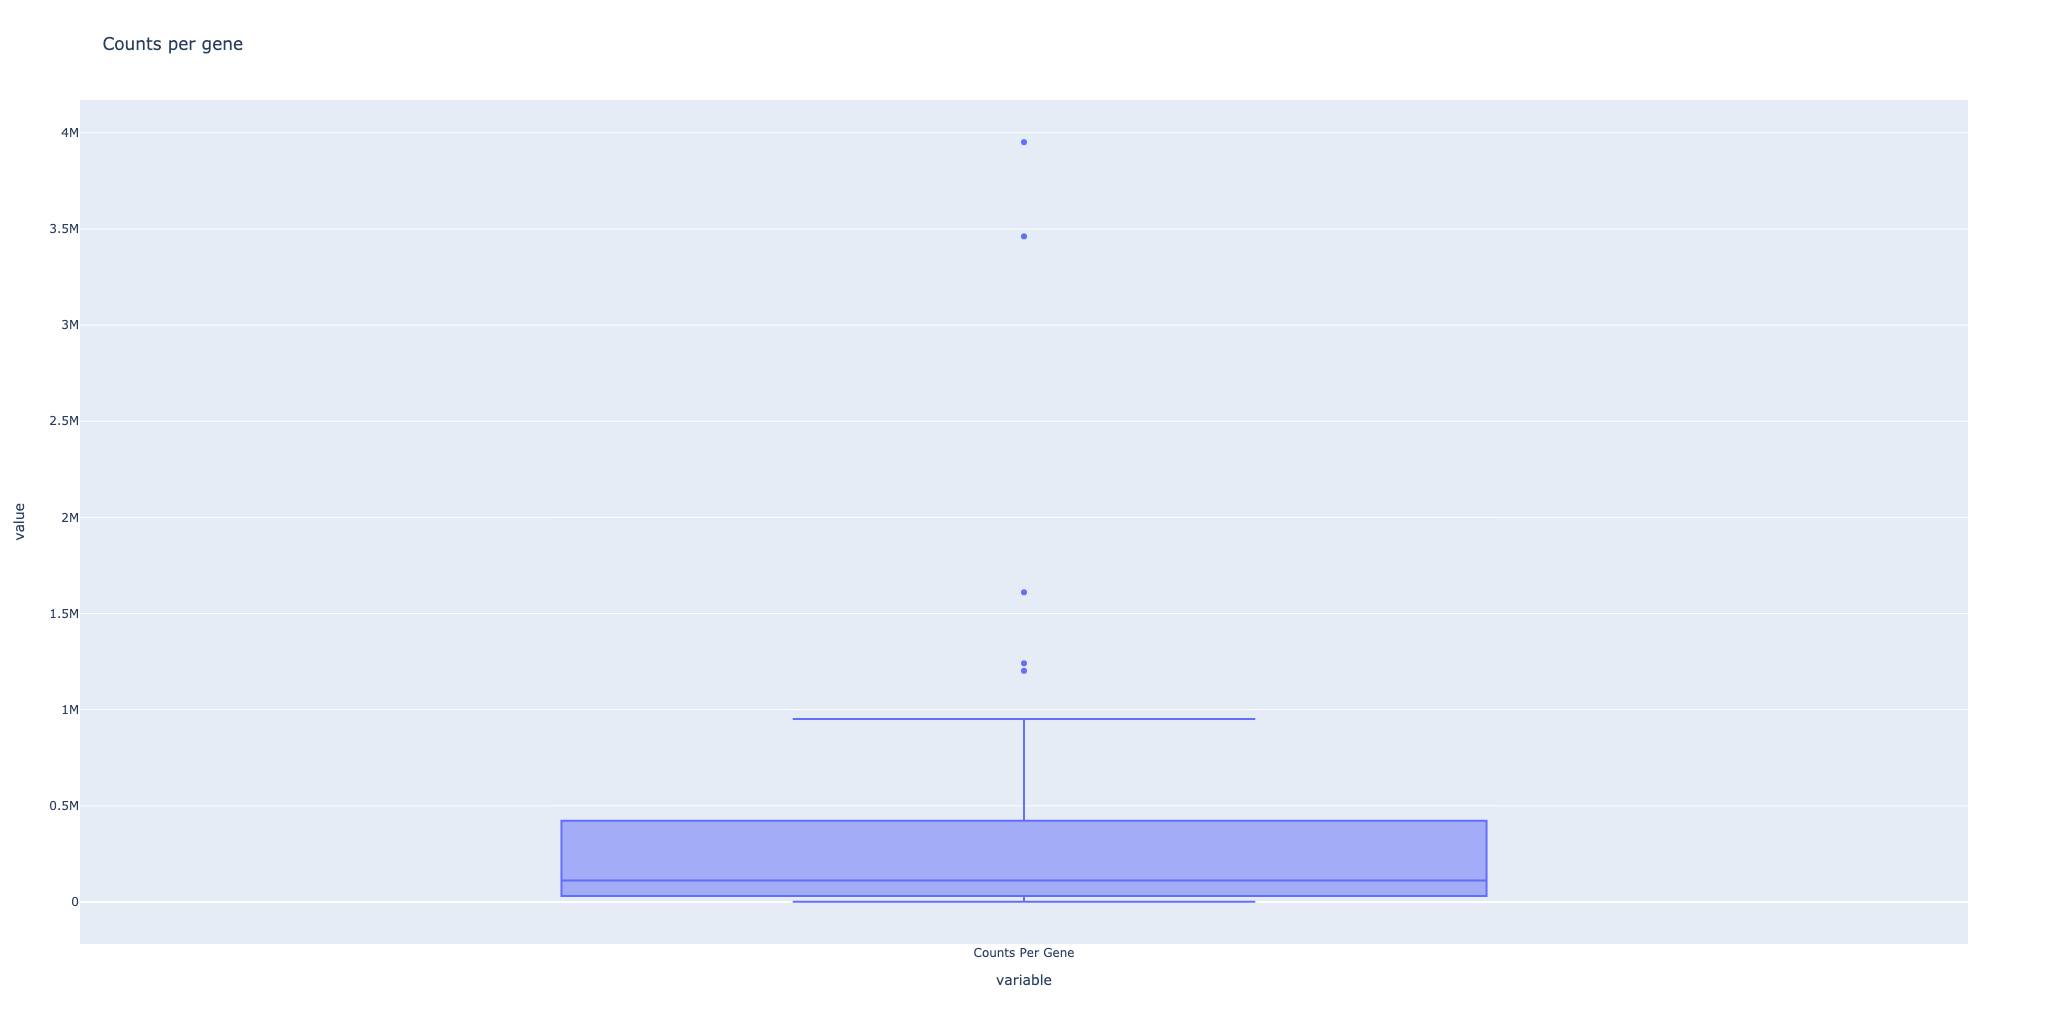 Counts per gene
4M
3.5M
3M
2.5M
2M
1.5M
1M
0.5M
0
value
Counts Per Gene
variable